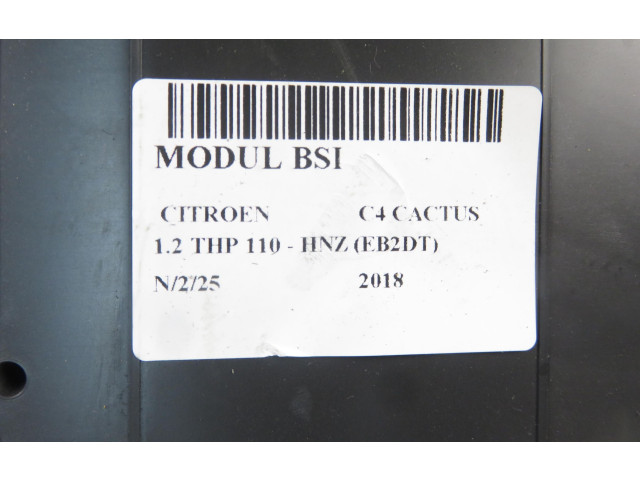 MODUL BSI
CITROEN C4 CACTUS
1.2 THP 110 - HNZ (EB2DT)
N/2/25 2018